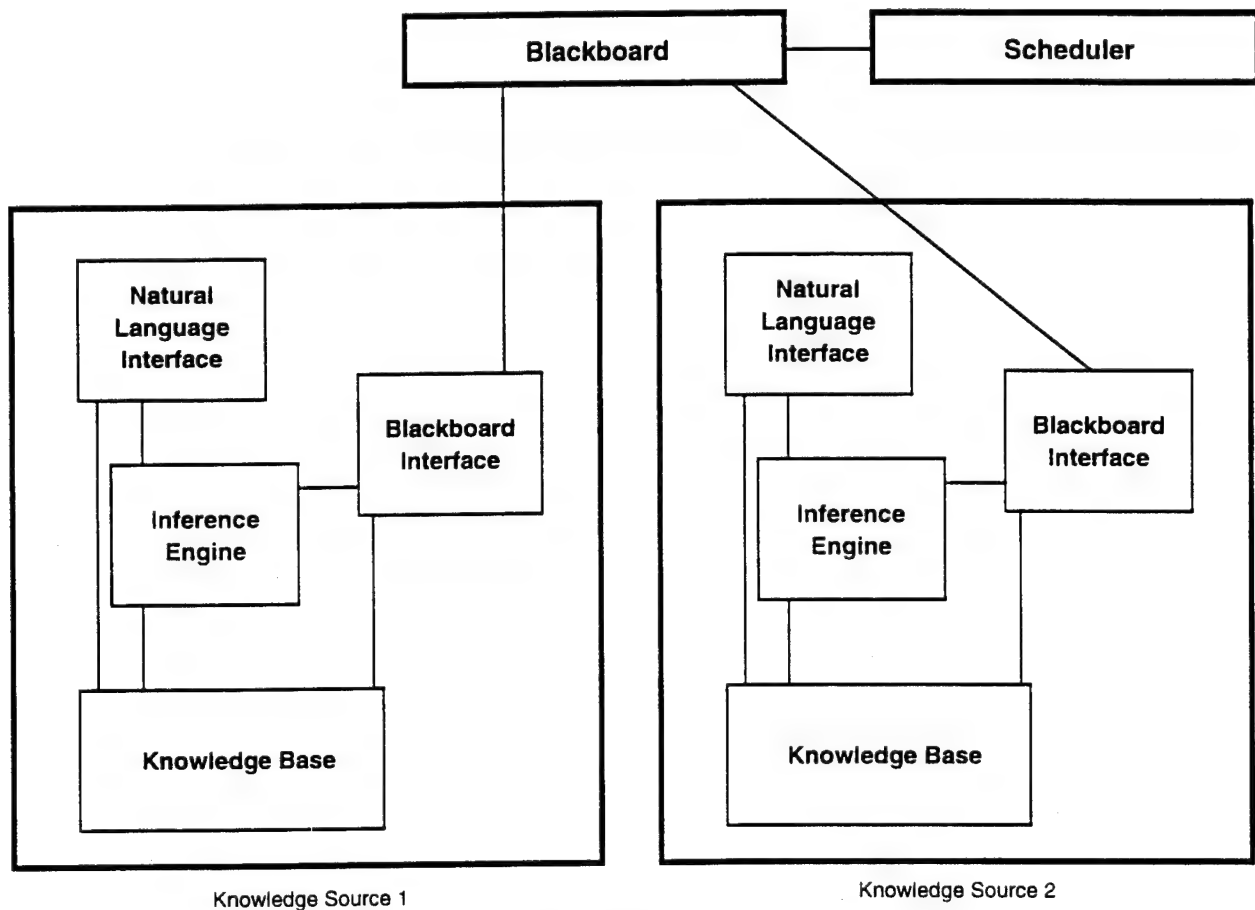 Blackboard
Scheduler
Natural
Language
Interface
Blackboard
Interface
Inference
Engine
Knowledge Base
Knowledge Source 1
Natural
Language
Interface
Blackboard
Interface
Inference
Engine
Knowledge Base
Knowledge Source 2